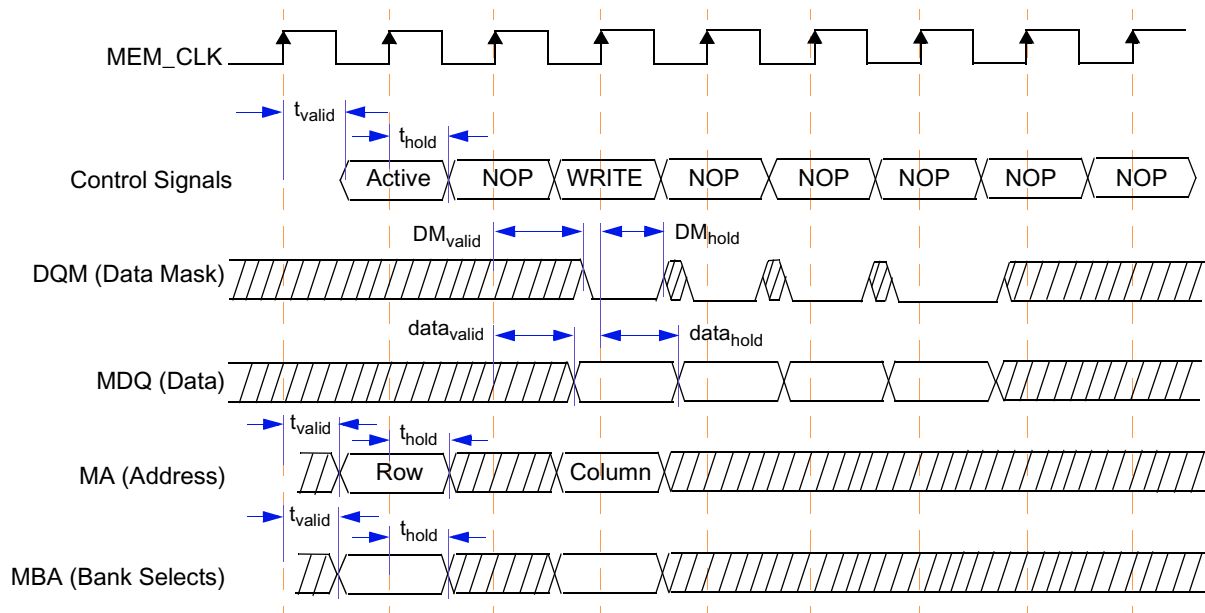 MEM_CLK
tvalid
thold
Control Signals Active NOP WRITE NOP NOP NOP NOP NOP
DMvalid DMhold
DQM (Data Mask)
datavalid datahold
MDQ (Data)
tvalid
thold
MA (Address) Row Column
tvalid
thold
MBA (Bank Selects)